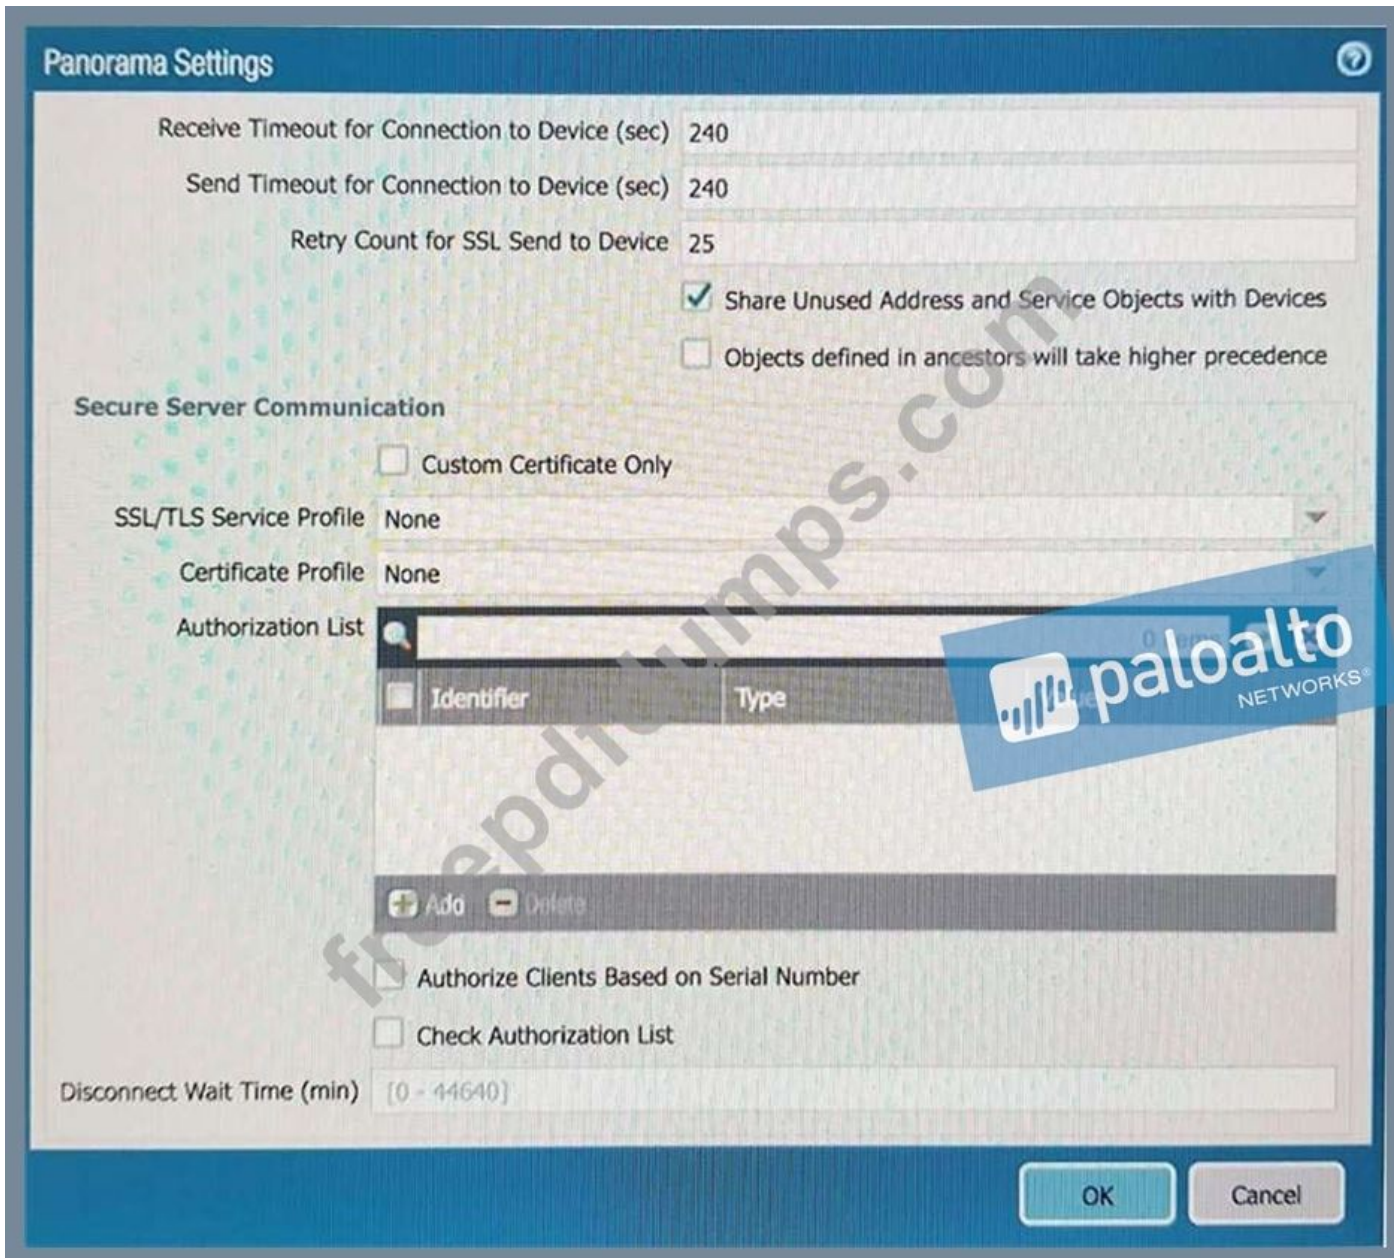 Panorama Settings
?
Receive Timeout for Connection to Device (sec) 240
Send Timeout for Connection to Device (sec) 240
Retry Count for SSL Send to Device 25
Share Unused Address and Service Objects with Devices
Objects defined in ancestors will take higher precedence
Secure Server Communication
Custom Certificate Only
SSL/TLS Service Profile None
Certificate Profile None
Authorization List
Identifier Type
paloalto
NETWORKS®
Add Delete
Authorize Clients Based on Serial Number
Check Authorization List
Disconnect Wait Time (min) [0 - 44640]
OK Cancel
freepdfdumps.com